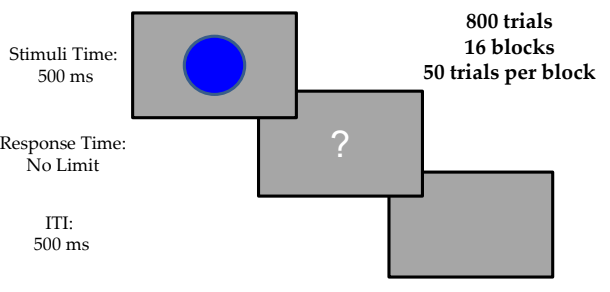 800 trials
16 blocks
50 trials per block
Stimuli Time:
500 ms
?
Response Time:
No Limit
ITI:
500 ms